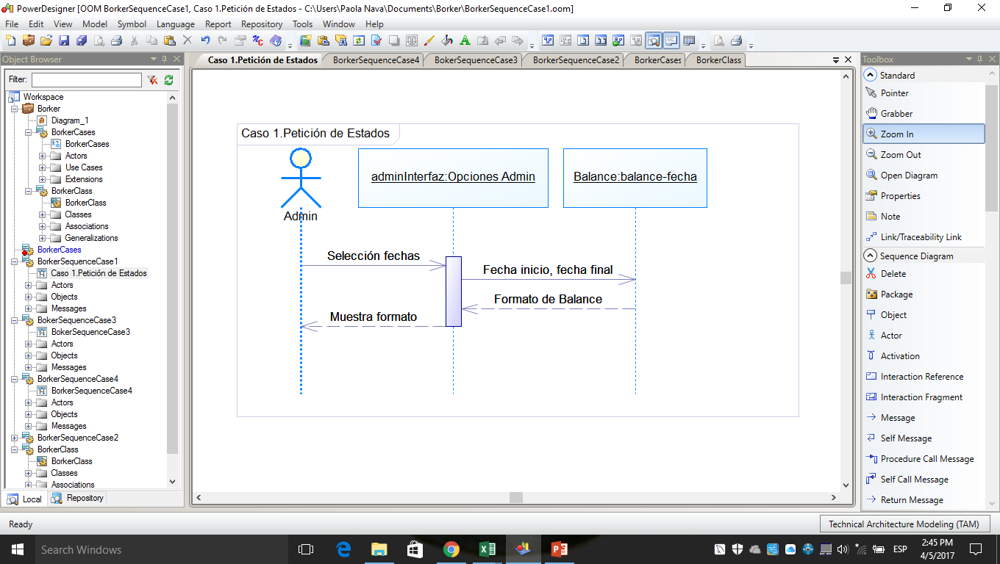 PowerDesigner [OOM BorkerSequenceCase1, Caso 1.Petición de Estados - C:\Users\Paola Nava\Documents\Borker\BorkerSequenceCase1.oom]
File Edit View Model Symbol Language Report Repository Tools Window Help
Object Browser
Filter:
Workspace
Borker
Diagram_1
BorkerCases
BorkerCases
Actors
Use Cases
Extensions
BorkerClass
BorkerClass
Classes
Associations
Generalizations
BorkerCases
BorkerSequenceCase1
Caso 1.Petición de Estados
Actors
Objects
Messages
BokerSequenceCase3
BokerSequenceCase3
Actors
Objects
Messages
BorkerSequenceCase4
BorkerSequenceCase4
Actors
Objects
Messages
BorkerSequenceCase2
BorkerClass
BorkerClass
Classes
Associations
Local Repository
Caso 1.Petición de Estados BorkerSequenceCase4 BokerSequenceCase3 BorkerSequenceCase2 BorkerCases BorkerClass
Caso 1.Petición de Estados
adminInterfaz:Opciones Admin
Balance:balance-fecha
Admin
Selección fechas
Fecha inicio, fecha final
Formato de Balance
Muestra formato
Toolbox
Standard
Pointer
Grabber
Zoom In
Zoom Out
Open Diagram
Properties
Note
Link/Traceability Link
Sequence Diagram
Delete
Package
Object
Actor
Activation
Interaction Reference
Interaction Fragment
Message
Self Message
Procedure Call Message
Self Call Message
Return Message
Ready
Technical Architecture Modeling (TAM)
Search Windows
ESP
2:45 PM
4/5/2017